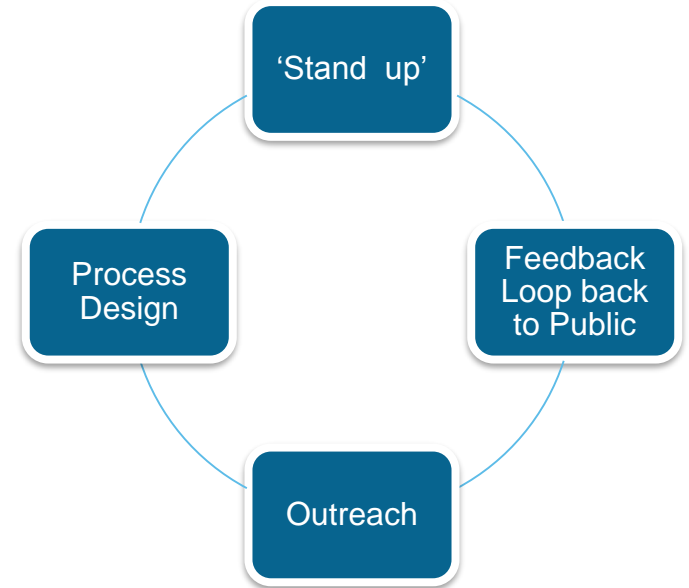 ‘Stand up’
Process
Design
Feedback
Loop back
to Public
Outreach